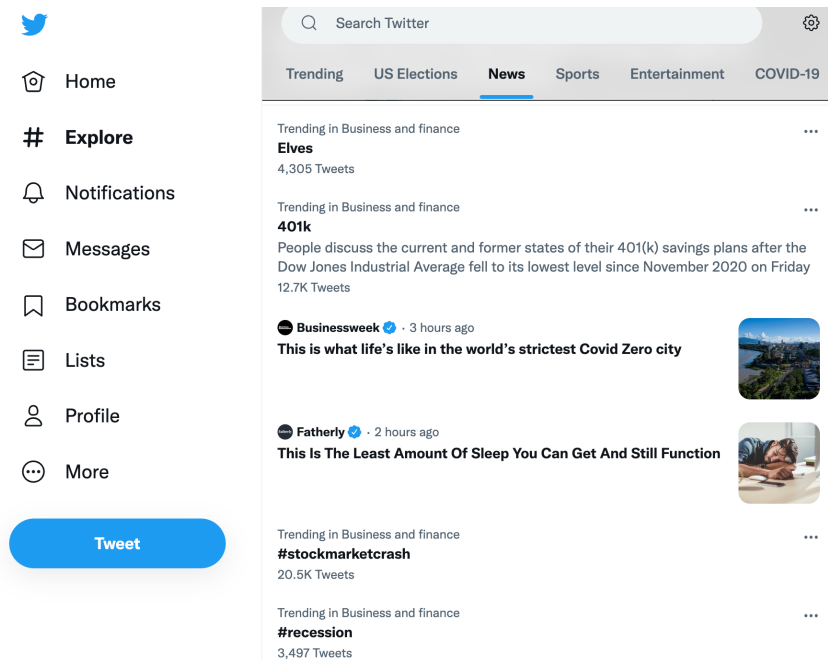 Home
Explore
Notifications
Messages
Bookmarks
Lists
Profile
More
Tweet
Search Twitter
Trending US Elections News Sports Entertainment COVID-19
Trending in Business and finance
Elves
4,305 Tweets
Trending in Business and finance
401k
People discuss the current and former states of their 401(k) savings plans after the
Dow Jones Industrial Average fell to its lowest level since November 2020 on Friday
12.7K Tweets
Businessweek · 3 hours ago
This is what life’s like in the world’s strictest Covid Zero city
Fatherly · 2 hours ago
This Is The Least Amount Of Sleep You Can Get And Still Function
Trending in Business and finance
#stockmarketcrash
20.5K Tweets
Trending in Business and finance
#recession
3,497 Tweets